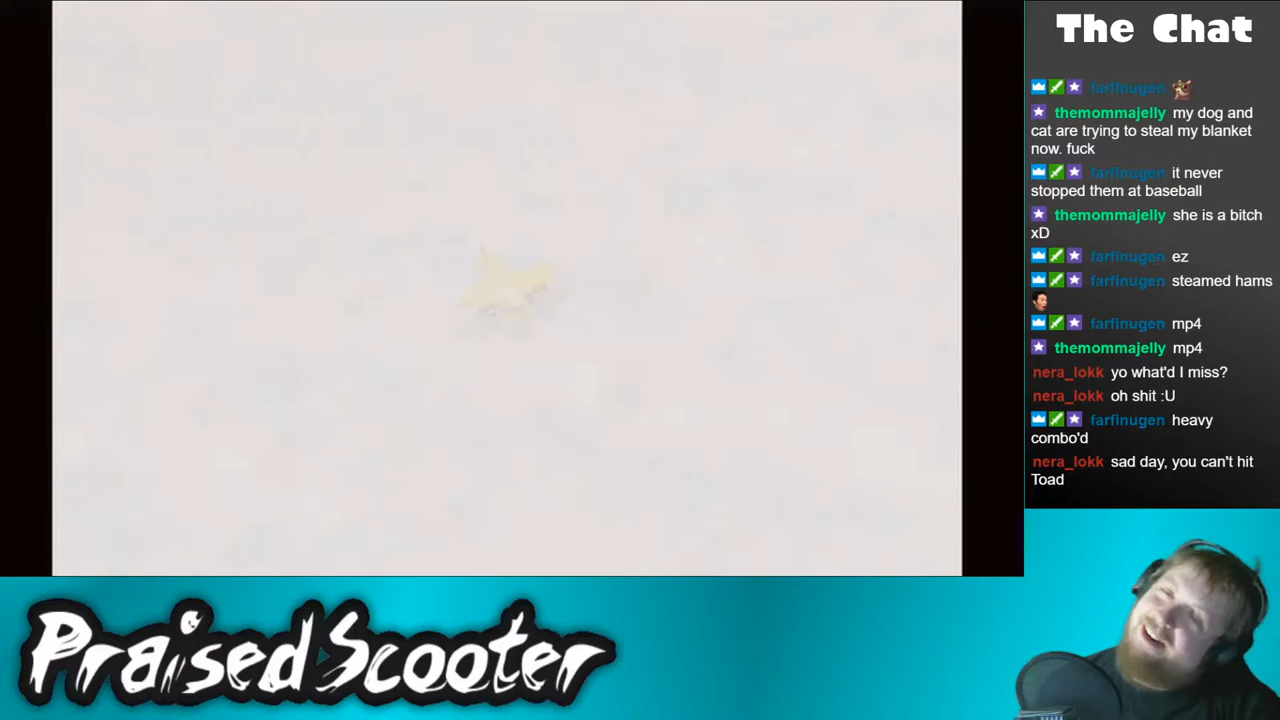 The Chat
farfinugen
themommajelly my dog and
cat are trying to steal my blanket
now. fuck
farfinugen it never
stopped them at baseball
themommajelly she is a bitch
xD
farfinugen ez
farfinugen steamed hams
farfinugen mp4
themommajelly mp4
nera_lokk yo what'd I miss?
nera_lokk oh shit :U
farfinugen heavy
combo'd
nera_lokk sad day, you can't hit
Toad
PraisedScooter